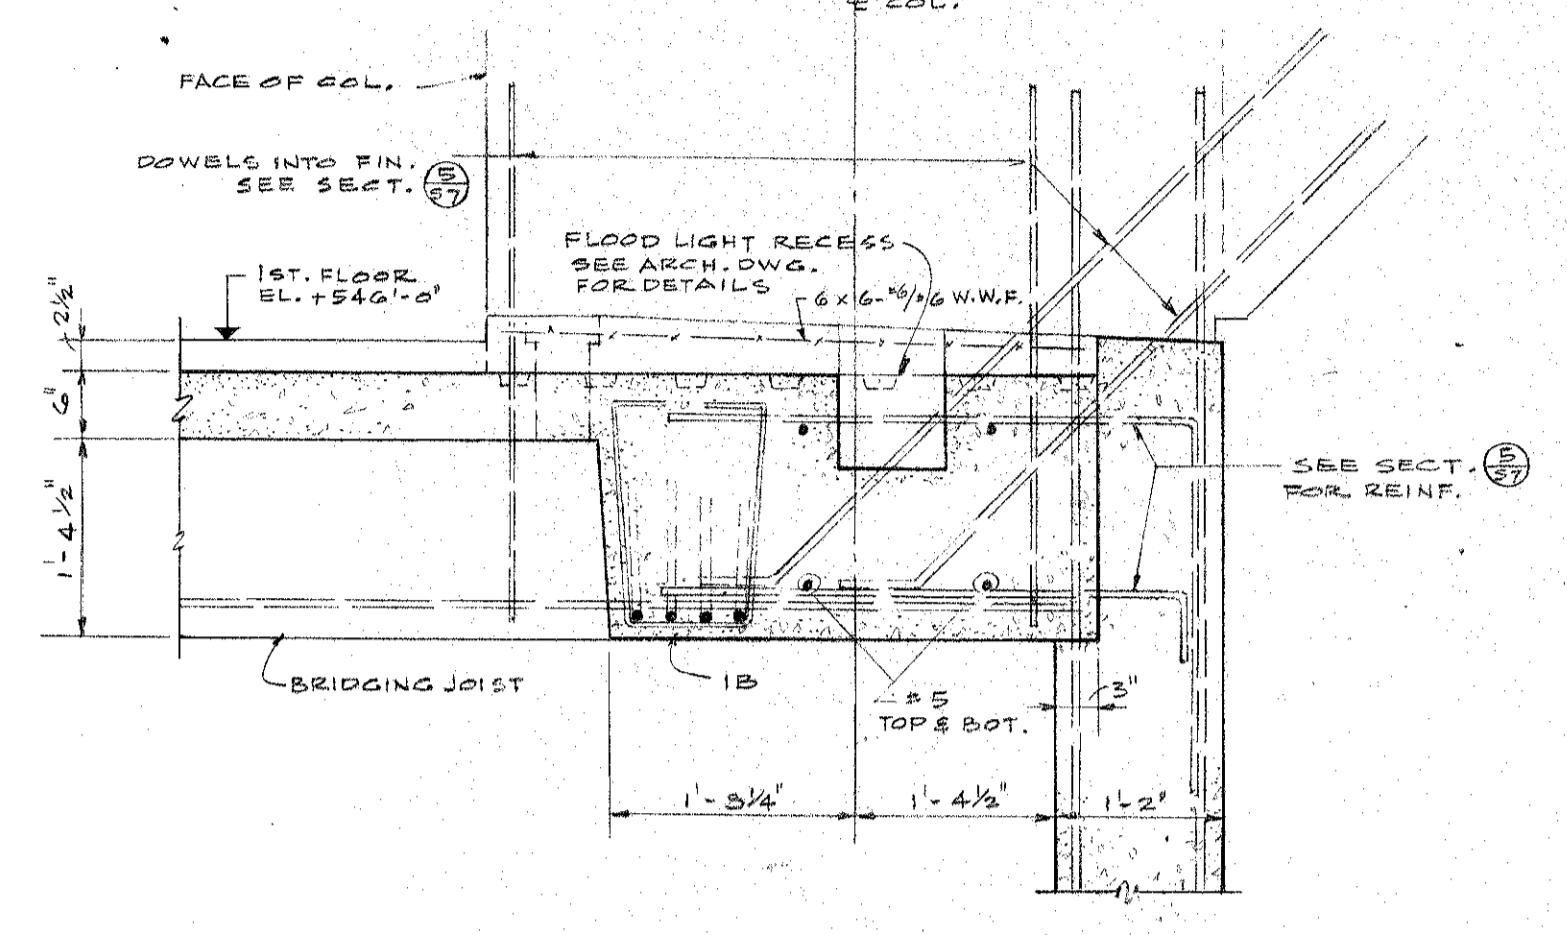 ℄ COL.
FACE OF COL.
DOWELS INTO FIN.
SEE SECT. 5/S7
FLOOD LIGHT RECESS
SEE ARCH. DWG.
FOR DETAILS
1ST. FLOOR
EL. +546'-0"
6 x 6-#6/#6 W.W.F.
2½"
6"
1'-4½"
SEE SECT. 5/S7
FOR REINF.
BRIDGING JOIST
1B
#5
TOP & BOT.
3"
1'-8¼"
1'-4½"
1'-2"